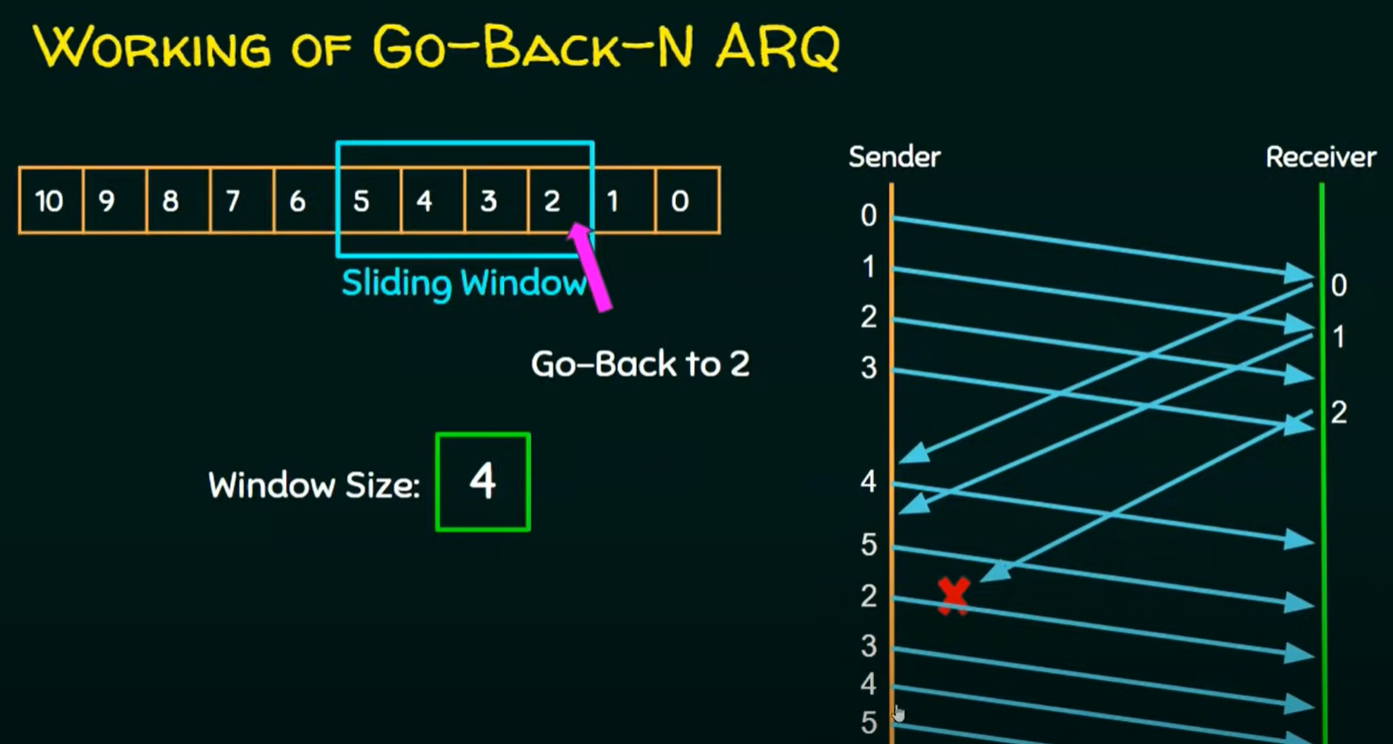 WORKING OF GO-BACK-N ARQ
10 9 8 7 6 5 4 3 2 1 0
Sliding Window
Go-Back to 2
Window Size: 4
Sender
0
1
2
3
4
5
2
3
4
5
Receiver
0
1
2